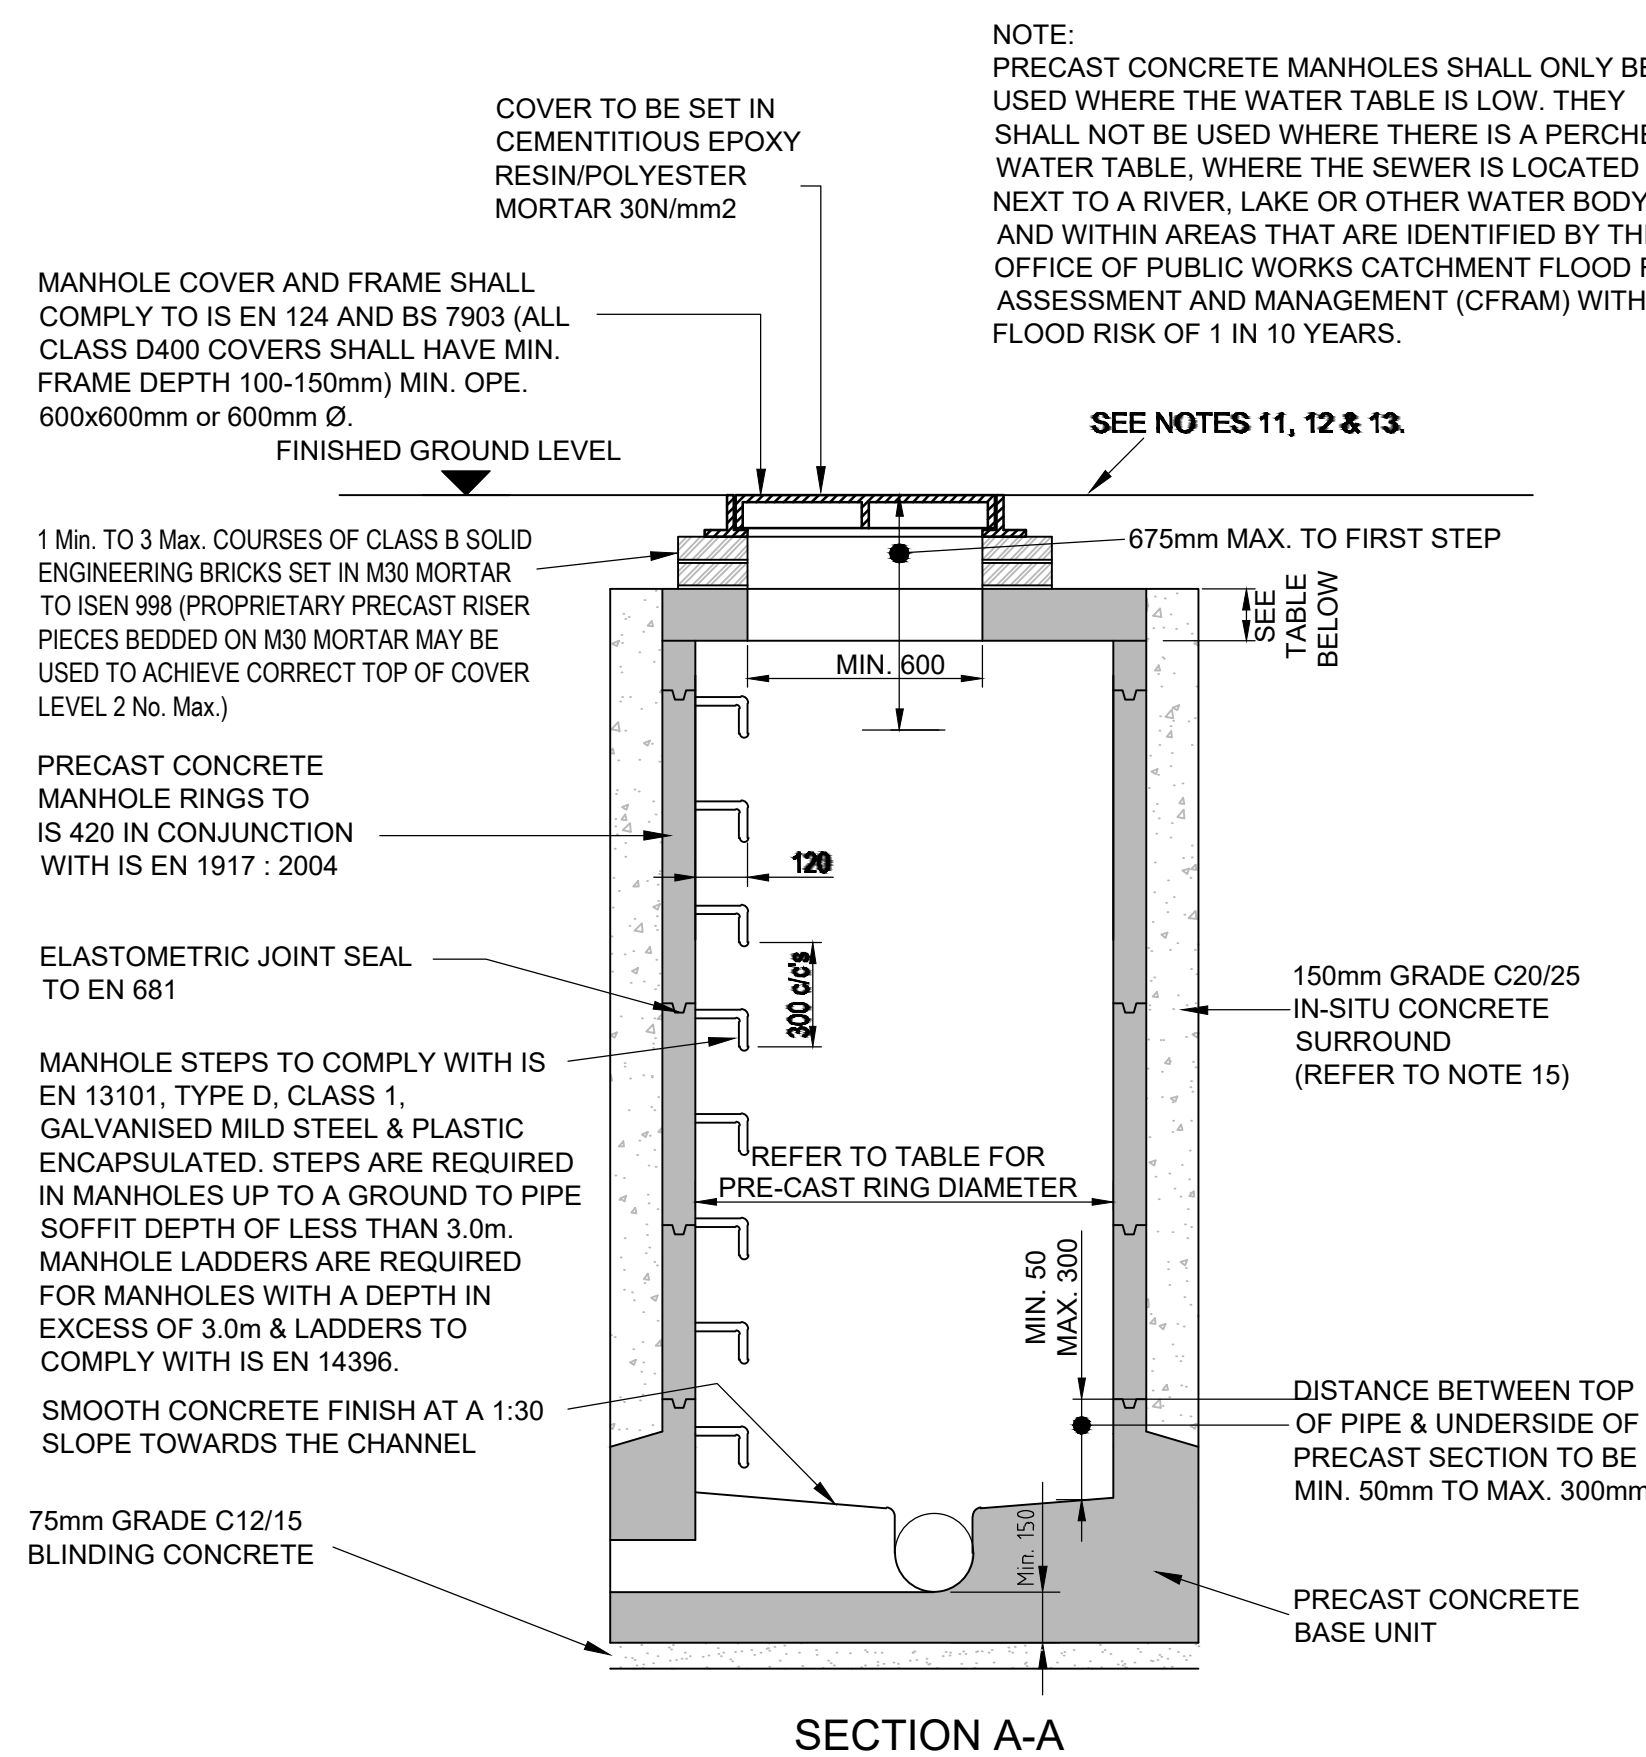 NOTE:
PRECAST CONCRETE MANHOLES SHALL ONLY BE
USED WHERE THE WATER TABLE IS LOW. THEY
SHALL NOT BE USED WHERE THERE IS A PERCHE
WATER TABLE, WHERE THE SEWER IS LOCATED
NEXT TO A RIVER, LAKE OR OTHER WATER BODY
AND WITHIN AREAS THAT ARE IDENTIFIED BY THE
OFFICE OF PUBLIC WORKS CATCHMENT FLOOD R
ASSESSMENT AND MANAGEMENT (CFRAM) WITH
FLOOD RISK OF 1 IN 10 YEARS.
COVER TO BE SET IN
CEMENTITIOUS EPOXY
RESIN/POLYESTER
MORTAR 30N/mm2
MANHOLE COVER AND FRAME SHALL
COMPLY TO IS EN 124 AND BS 7903 (ALL
CLASS D400 COVERS SHALL HAVE MIN.
FRAME DEPTH 100-150mm) MIN. OPE.
600x600mm or 600mm Ø.
FINISHED GROUND LEVEL
SEE NOTES 11, 12 & 13.
1 Min. TO 3 Max. COURSES OF CLASS B SOLID
ENGINEERING BRICKS SET IN M30 MORTAR
TO ISEN 998 (PROPRIETARY PRECAST RISER
PIECES BEDDED ON M30 MORTAR MAY BE
USED TO ACHIEVE CORRECT TOP OF COVER
LEVEL 2 No. Max.)
675mm MAX. TO FIRST STEP
SEE
TABLE
BELOW
MIN. 600
PRECAST CONCRETE
MANHOLE RINGS TO
IS 420 IN CONJUNCTION
WITH IS EN 1917 : 2004
120
ELASTOMETRIC JOINT SEAL
TO EN 681
300 c/c's
150mm GRADE C20/25
IN-SITU CONCRETE
SURROUND
(REFER TO NOTE 15)
MANHOLE STEPS TO COMPLY WITH IS
EN 13101, TYPE D, CLASS 1,
GALVANISED MILD STEEL & PLASTIC
ENCAPSULATED. STEPS ARE REQUIRED
IN MANHOLES UP TO A GROUND TO PIPE
SOFFIT DEPTH OF LESS THAN 3.0m.
MANHOLE LADDERS ARE REQUIRED
FOR MANHOLES WITH A DEPTH IN
EXCESS OF 3.0m & LADDERS TO
COMPLY WITH IS EN 14396.
REFER TO TABLE FOR
PRE-CAST RING DIAMETER
MIN. 50
MAX. 300
SMOOTH CONCRETE FINISH AT A 1:30
SLOPE TOWARDS THE CHANNEL
DISTANCE BETWEEN TOP
OF PIPE & UNDERSIDE OF
PRECAST SECTION TO BE
MIN. 50mm TO MAX. 300mm
75mm GRADE C12/15
BLINDING CONCRETE
Min. 150
PRECAST CONCRETE
BASE UNIT
SECTION A-A